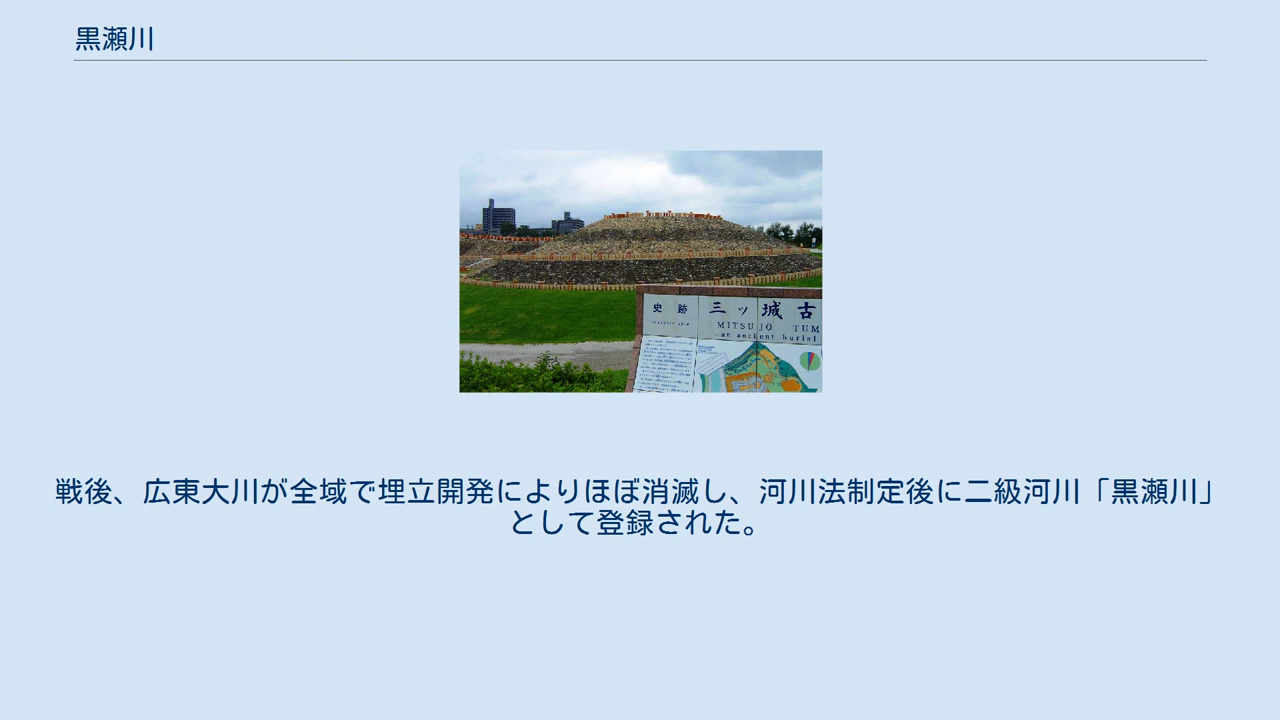 黒瀬川
史跡 三ッ城古
MITSUJO TUM
an ancient burial
戦後、広東大川が全域で埋立開発によりほぼ消滅し、河川法制定後に二級河川「黒瀬川」
として登録された。